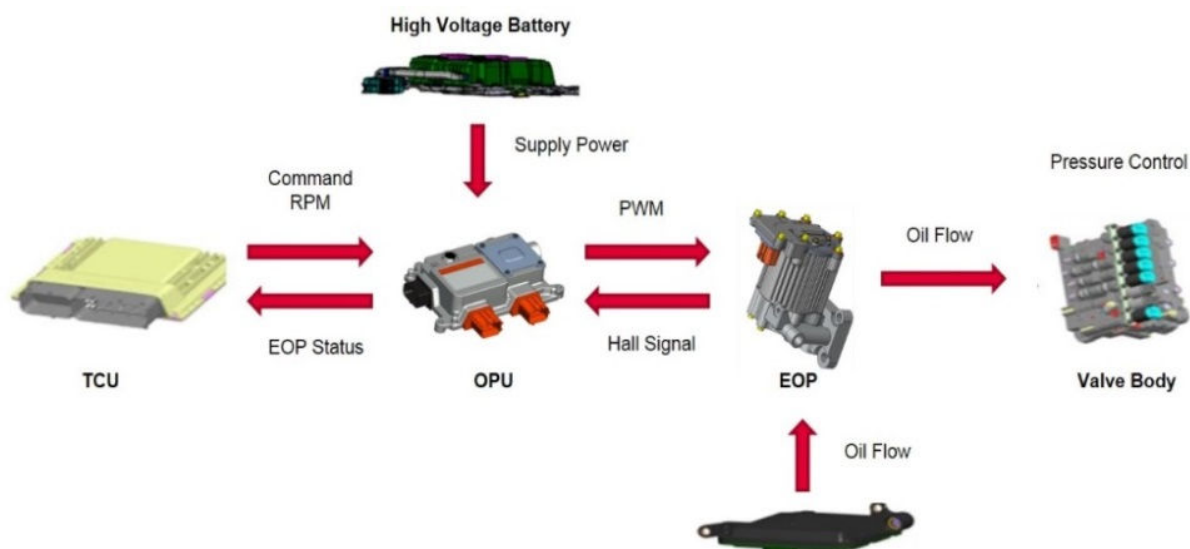 High Voltage Battery
Supply Power
Pressure Control
Command
RPM
PWM
Oil Flow
EOP Status
Hall Signal
TCU
OPU
EOP
Valve Body
Oil Flow